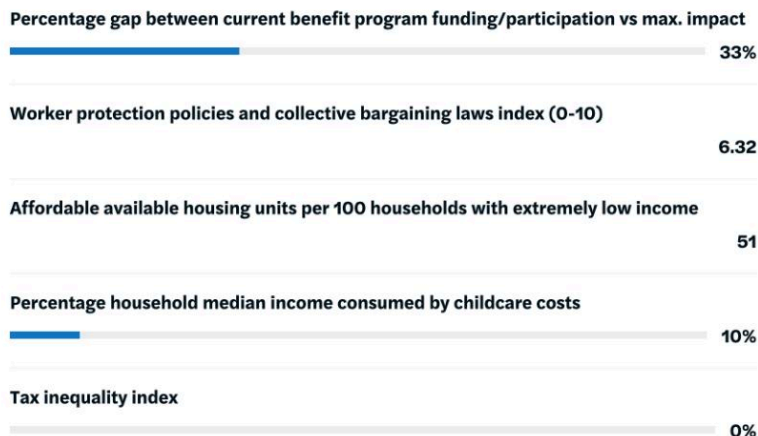 Percentage gap between current benefit program funding/participation vs max. impact
33%
Worker protection policies and collective bargaining laws index (0-10)
6.32
Affordable available housing units per 100 households with extremely low income
51
Percentage household median income consumed by childcare costs
10%
Tax inequality index
0%